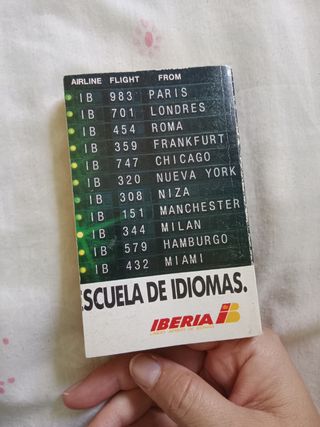 AIRLINE FLIGHT FROM
IB 983 PARIS
IB 701 LONDRES
IB 454 ROMA
IB 359 FRANKFURT
IB 747 CHICAGO
IB 320 NUEVA YORK
IB 308 NIZA
IB 151 MANCHESTER
IB 344 MILAN
IB 579 HAMBURGO
IB 432 MIAMI
SCUELA DE IDIOMAS.
IBERIA IB